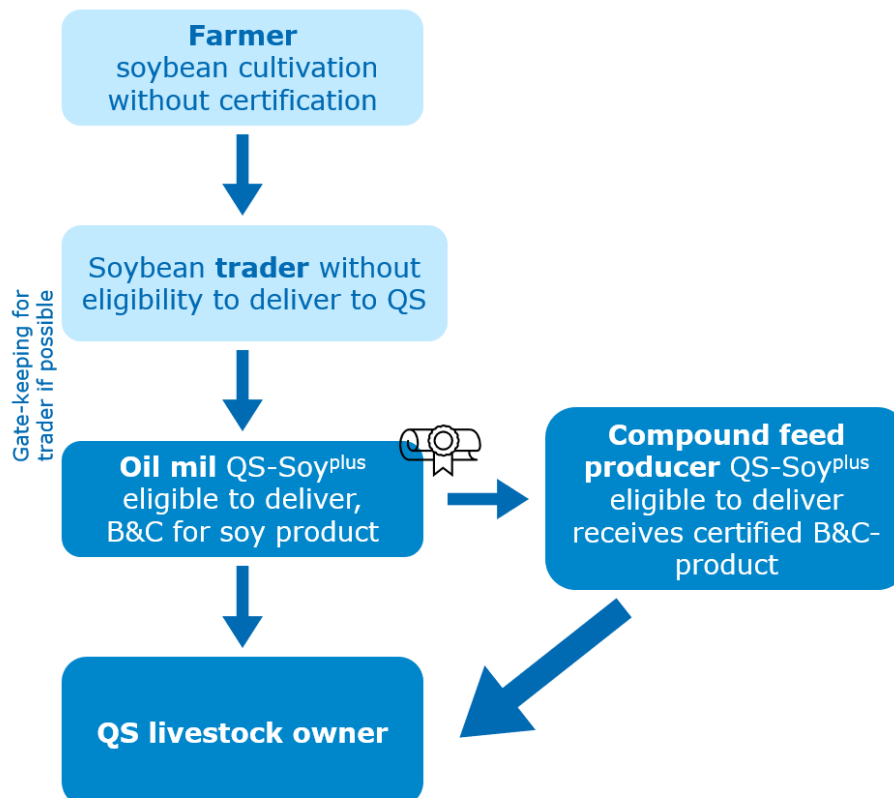 Farmer
soybean cultivation
without certification
Soybean trader without
eligibility to deliver to QS
Gate-keeping for
trader if possible
Oil mil QS-Soyplus
eligible to deliver,
B&C for soy product
Compound feed
producer QS-Soyplus
eligible to deliver
receives certified B&C-
product
QS livestock owner